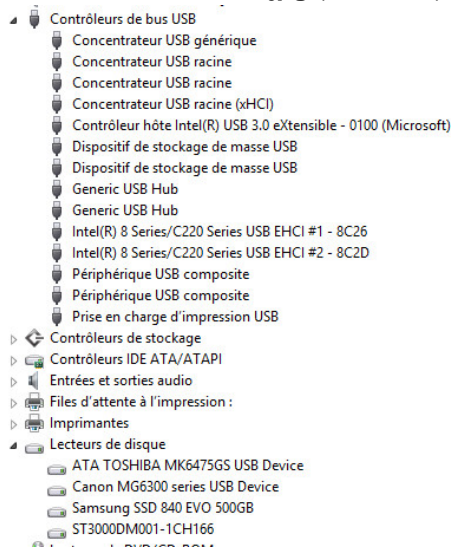 Contrôleurs de bus USB
Concentrateur USB générique
Concentrateur USB racine
Concentrateur USB racine
Concentrateur USB racine (xHCI)
Contrôleur hôte Intel(R) USB 3.0 eXtensible - 0100 (Microsoft)
Dispositif de stockage de masse USB
Dispositif de stockage de masse USB
Generic USB Hub
Generic USB Hub
Intel(R) 8 Series/C220 Series USB EHCI #1 - 8C26
Intel(R) 8 Series/C220 Series USB EHCI #2 - 8C2D
Périphérique USB composite
Périphérique USB composite
Prise en charge d'impression USB
Contrôleurs de stockage
Contrôleurs IDE ATA/ATAPI
Entrées et sorties audio
Files d'attente à l'impression :
Imprimantes
Lecteurs de disque
ATA TOSHIBA MK6475GS USB Device
Canon MG6300 series USB Device
Samsung SSD 840 EVO 500GB
ST3000DM001-1CH166